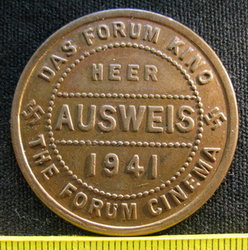 DAS FORUM KINO
HEER
AUSWEIS
1941
THE FORUM CINEMA